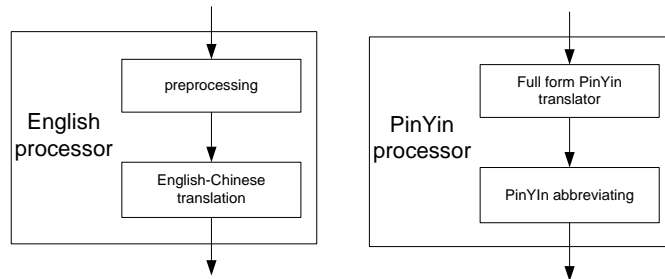 English
processor
preprocessing
English-Chinese
translation
PinYin
processor
Full form PinYin
translator
PinYIn abbreviating